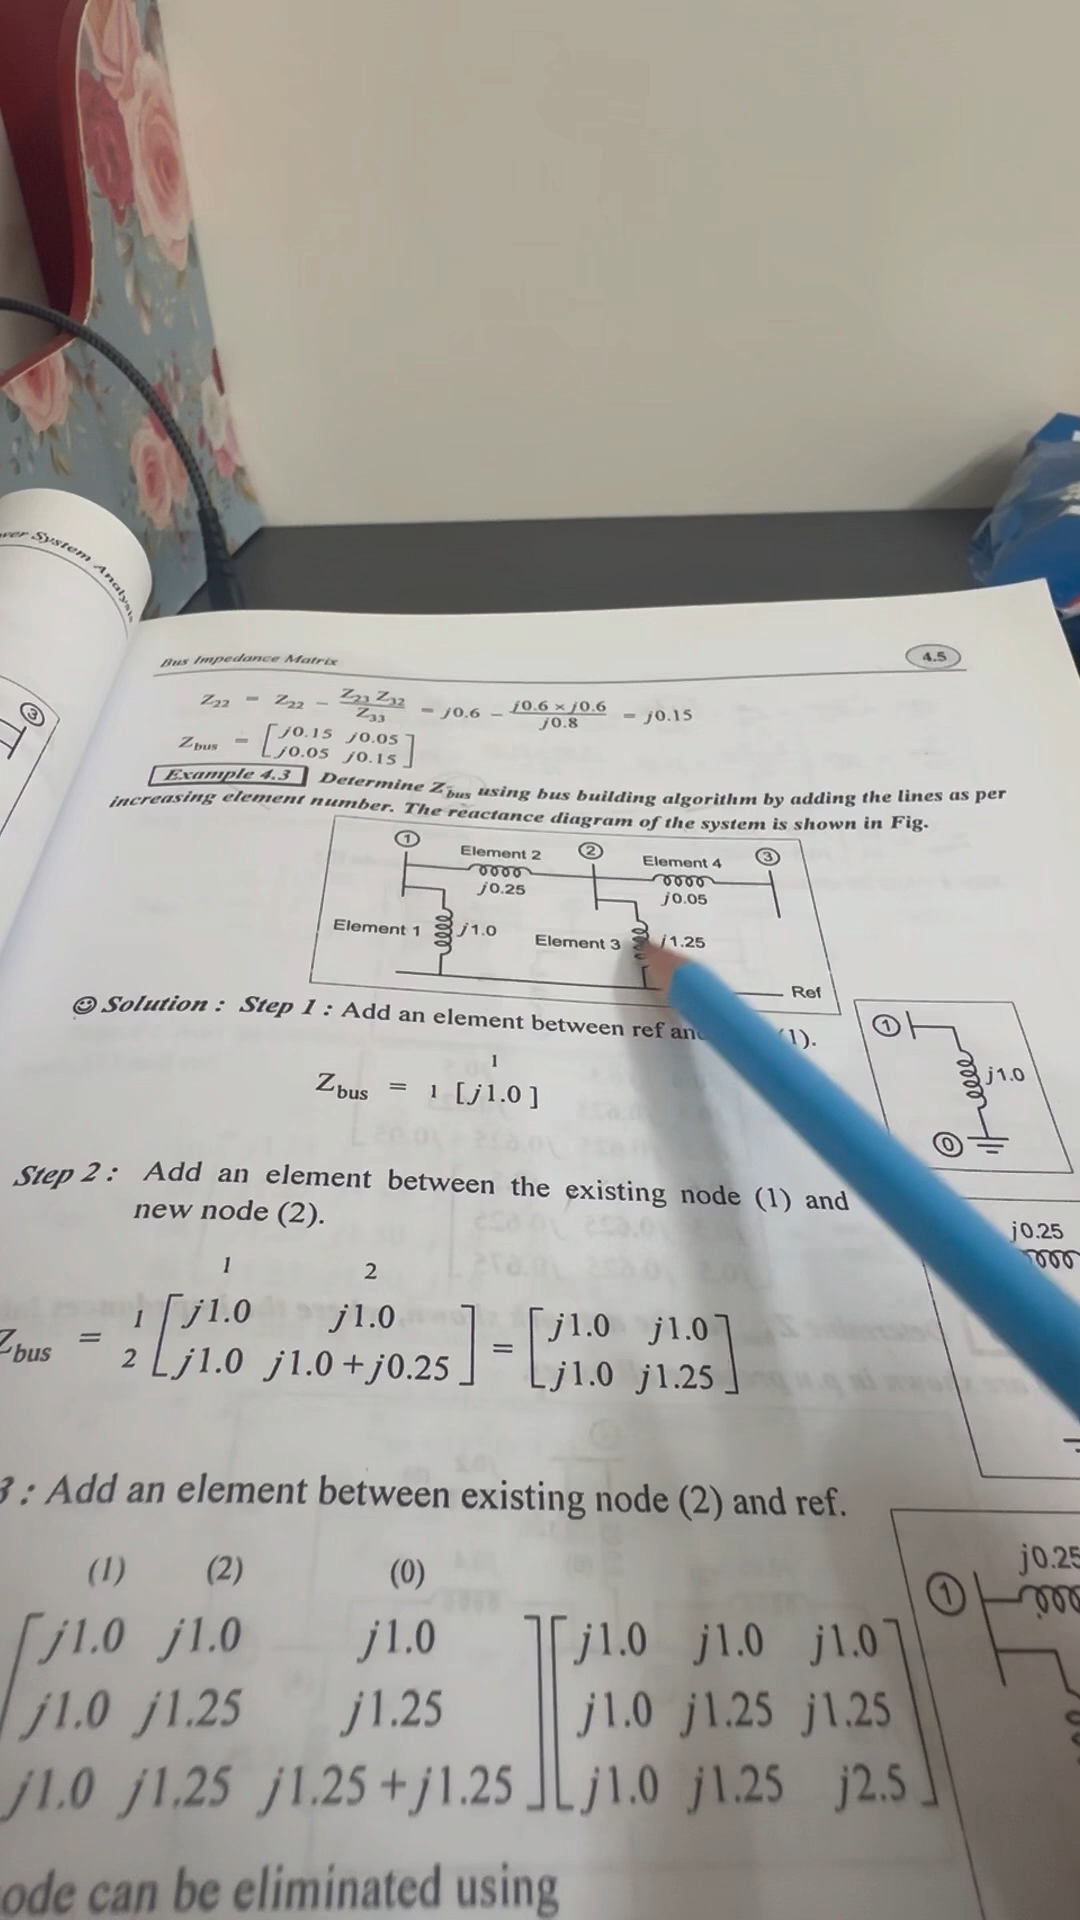 ver System Analysis
3
Bus Impedance Matrix
4.5
Z22 = Z22 – Z23 Z32 / Z33 = j0.6 – j0.6 × j0.6 / j0.8 = j0.15
Zbus = [j0.15 j0.05
j0.05 j0.15]
Example 4.3 Determine Zbus using bus building algorithm by adding the lines as per
increasing element number. The reactance diagram of the system is shown in Fig.
1 Element 2 2 Element 4 3
j0.25 j0.05
Element 1 j1.0 Element 3 j1.25
Ref
☺ Solution : Step 1 : Add an element between ref an (1).
1
Zbus = 1 [j1.0]
1
j1.0
0
Step 2 : Add an element between the existing node (1) and
new node (2).
j0.25
1 2
Zbus = 1 [j1.0 j1.0 ] = [j1.0 j1.0]
2 [j1.0 j1.0 + j0.25] [j1.0 j1.25]
3 : Add an element between existing node (2) and ref.
j0.25
1
(1) (2) (0)
[j1.0 j1.0 j1.0 ] [j1.0 j1.0 j1.0]
j1.0 j1.25 j1.25 j1.0 j1.25 j1.25
j1.0 j1.25 j1.25 + j1.25 ] [j1.0 j1.25 j2.5]
ode can be eliminated using